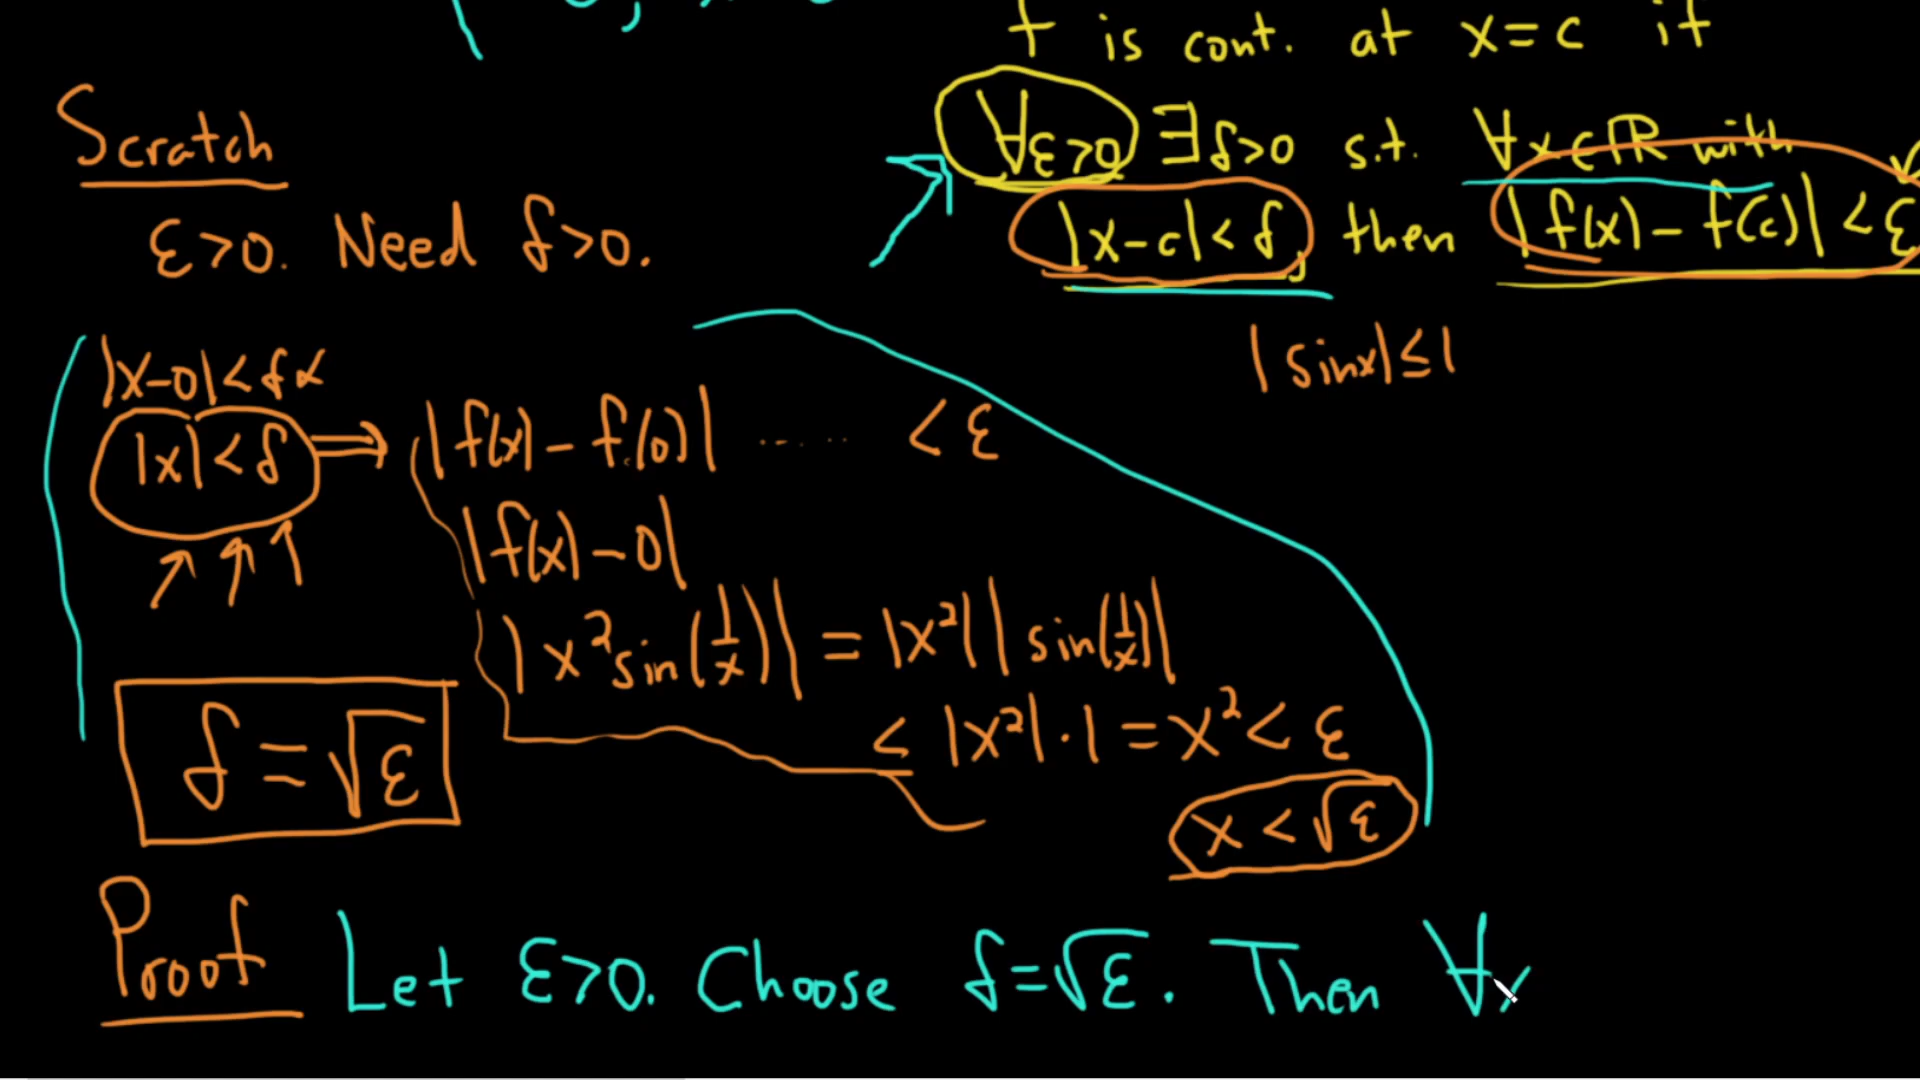 f is cont. at x=c if
∀ε>0 ∃δ>0 s.t. ∀x∈ℝ with
|x-c|<δ, then |f(x)-f(c)|<ε
Scratch
ε>0. Need δ>0.
|sinx|≤1
|x-0|<δ
|x|<δ ⇒ |f(x)-f(0)| ...... <ε
|f(x)-0|
|x²sin(1/x)| = |x²||sin(1/x)|
< |x²|·1 = x² < ε
δ=√ε
x<√ε
Proof Let ε>0. Choose δ=√ε. Then ∀